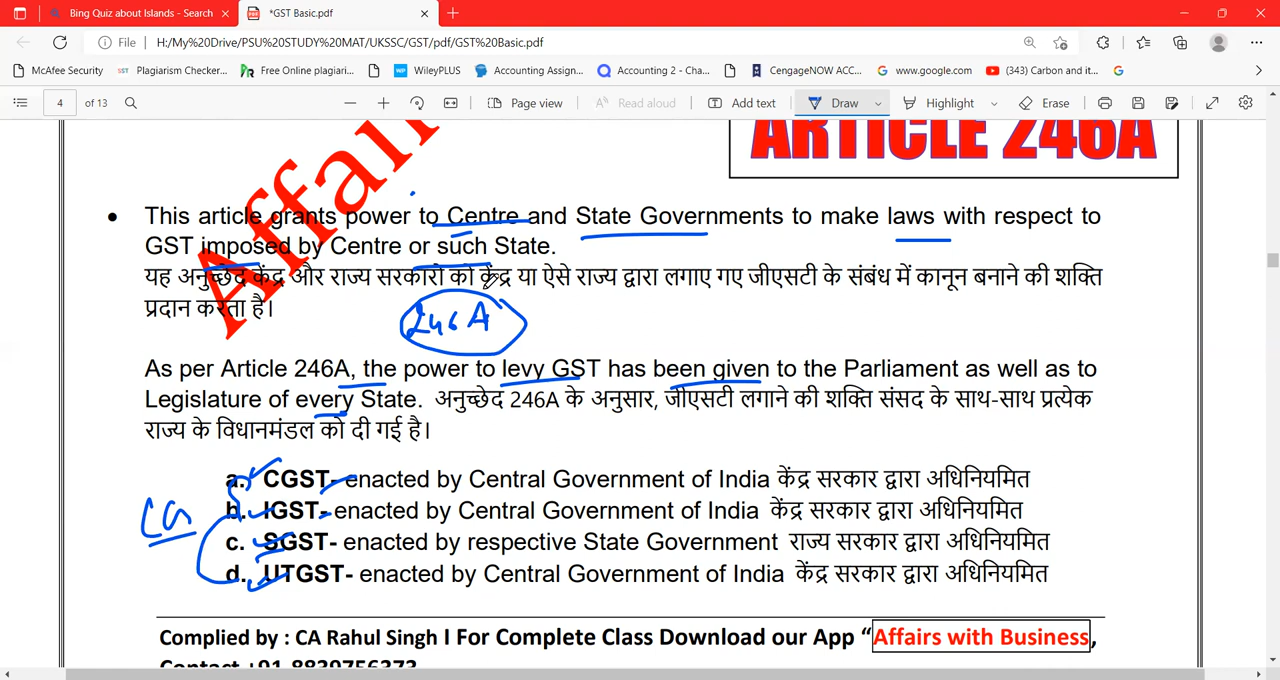 Bing Quiz about Islands - Search
*GST Basic.pdf
File H:/My%20Drive/PSU%20STUDY%20MAT/UKSSC/GST/pdf/GST%20Basic.pdf
McAfee Security SST Plagiarism Checker... Free Online plagiari... WP WileyPLUS Accounting Assign... Accounting 2 - Cha... CengageNOW ACC... www.google.com (343) Carbon and it...
4 of 13 Page view Read aloud Add text Draw Highlight Erase
ARTICLE 246A
Affair
• This article grants power to Centre and State Governments to make laws with respect to
GST imposed by Centre or such State.
यह अनुच्छेद केंद्र और राज्य सरकारों को केंद्र या ऐसे राज्य द्वारा लगाए गए जीएसटी के संबंध में कानून बनाने की शक्ति
प्रदान करता है।
246A
As per Article 246A, the power to levy GST has been given to the Parliament as well as to
Legislature of every State. अनुच्छेद 246A के अनुसार, जीएसटी लगाने की शक्ति संसद के साथ-साथ प्रत्येक
राज्य के विधानमंडल को दी गई है।
a. CGST- enacted by Central Government of India केंद्र सरकार द्वारा अधिनियमित
b. IGST- enacted by Central Government of India केंद्र सरकार द्वारा अधिनियमित
CG
c. SGST- enacted by respective State Government राज्य सरकार द्वारा अधिनियमित
d. UTGST- enacted by Central Government of India केंद्र सरकार द्वारा अधिनियमित
Complied by : CA Rahul Singh I For Complete Class Download our App “Affairs with Business,
Contact +91-8839756373